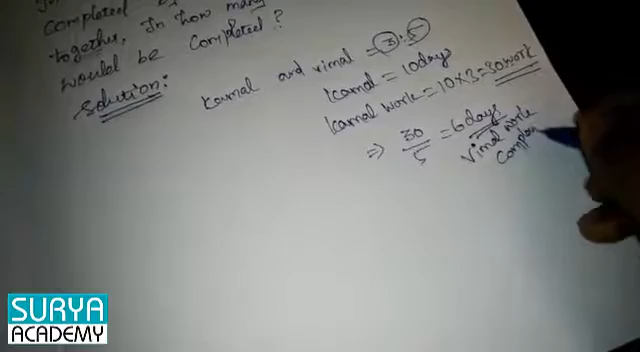 completed
together. In how many
would be completed?
Solution:
Kamal and vimal = 3:5
Kamal = 10days
Kamal work = 10×3=30work
⇒ 30/5 = 6days
vimal work
SURYA
ACADEMY